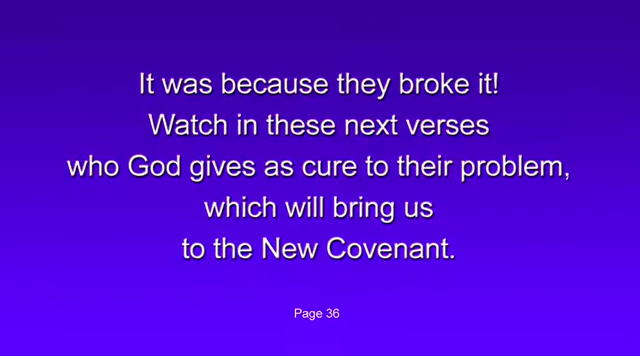 It was because they broke it!
Watch in these next verses
who God gives as cure to their problem,
which will bring us
to the New Covenant.
Page 36